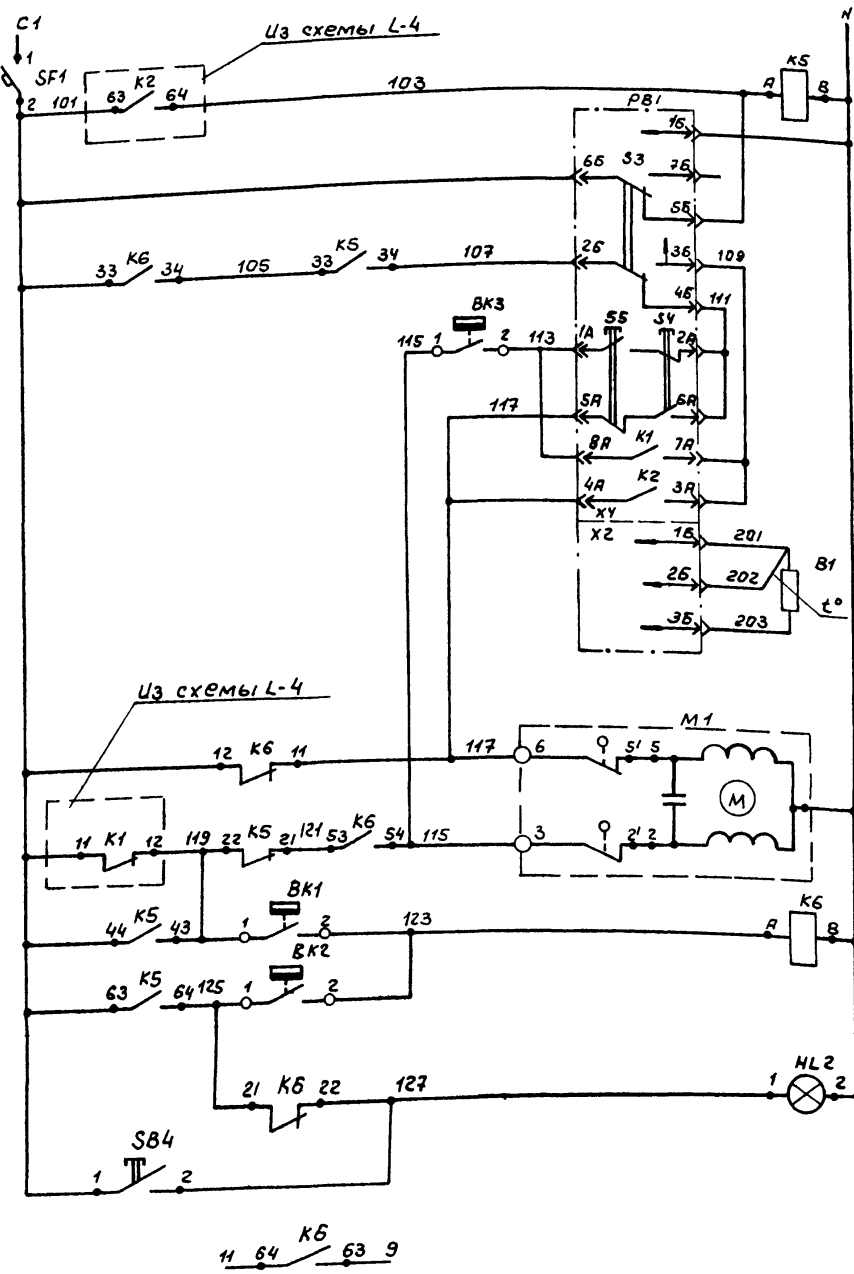 C1 N
Из схемы L-4
1
SF1 K2 103 K5
2 101 63 64 A B
PB1
1Б
6Б S3 7Б
5Б
K6 K5 107 2Б 3Б 109
33 34 105 33 34
4Б 111
BK3 S5 S4
115 1 2 113 1A 2A
117 5A 6A
8A K1 7A
K2
4A 3A
X4
X2 1Б 201 B1
2Б 202
t°
3Б 203
Из схемы L-4
M1
12 K6 11 117 6 5' 5
M
11 K1 12 119 22 K5 21 121 53 K6 54 115 3 2' 2
BK1 K6
44 K5 43 1 2 123 A B
BK2
63 K5 64 125 1 2
HL2
21 K6 22 127 1 2
SB4
1 2
K6
11 64 63 9